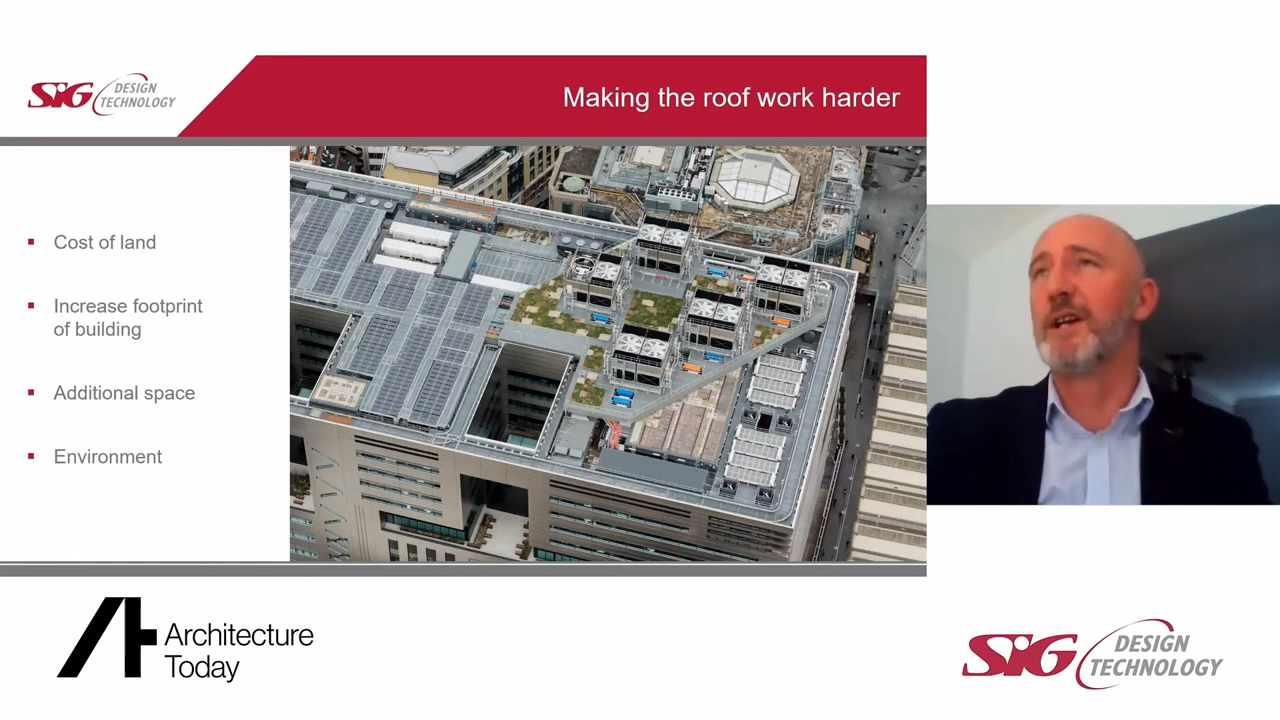 SIG DESIGN TECHNOLOGY
Making the roof work harder
▪ Cost of land
▪ Increase footprint
of building
▪ Additional space
▪ Environment
Architecture
Today
SIG DESIGN TECHNOLOGY